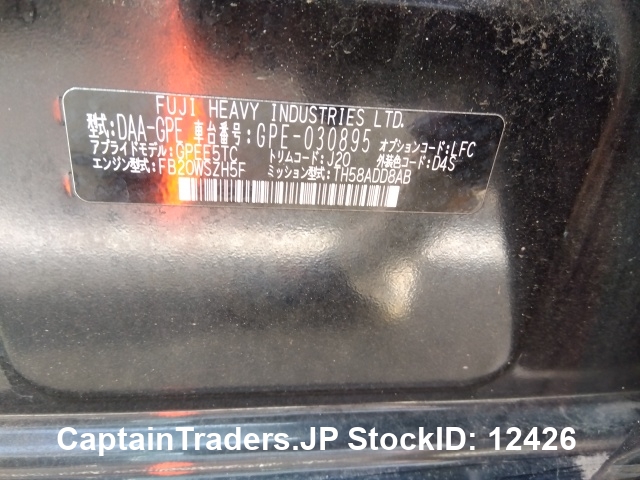 FUJI HEAVY INDUSTRIES LTD.
型式:DAA-GPE 車台番号:GPE-030895 オプションコード:LFC
アプライドモデル:GPEE5TC トリムコード:J20 外装色コード:D4S
エンジン型式:FB20WSZH5F ミッション型式:TH58ADD8AB
CaptainTraders.JP StockID: 12426